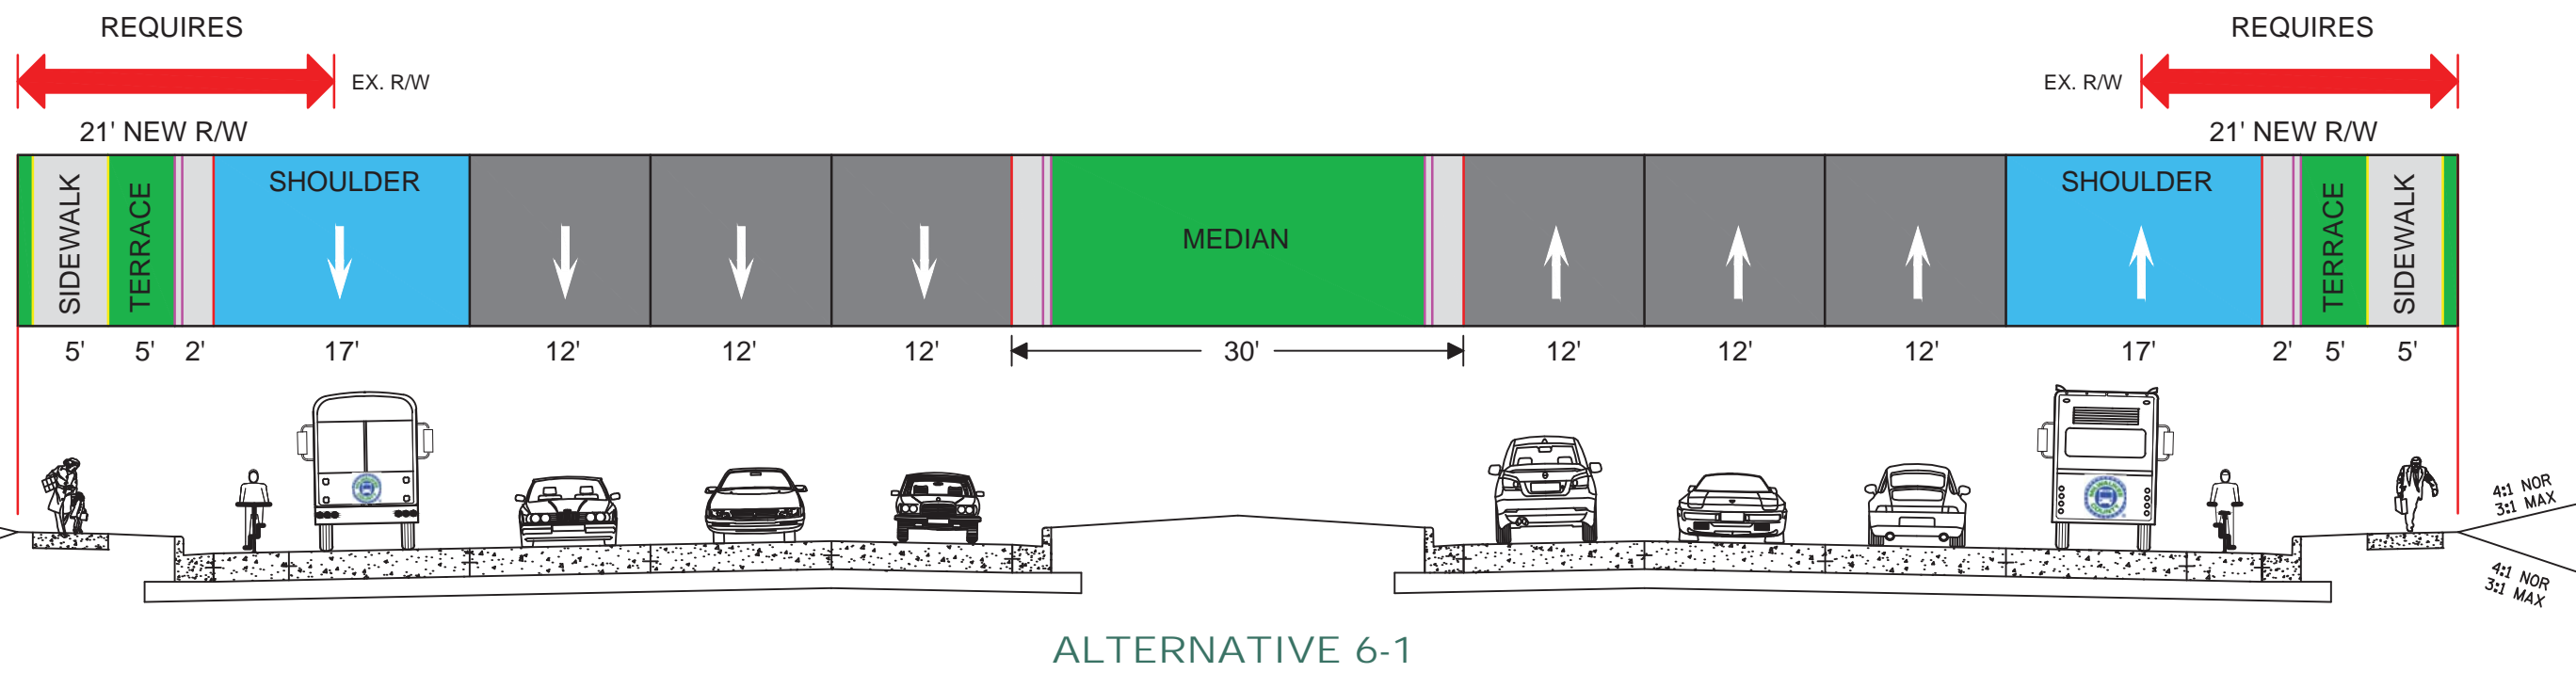 REQUIRES REQUIRES
EX. R/W EX. R/W
21' NEW R/W 21' NEW R/W
SIDEWALK TERRACE SHOULDER MEDIAN SHOULDER TERRACE SIDEWALK
5' 5' 2' 17' 12' 12' 12' 30' 12' 12' 12' 17' 2' 5' 5'
4:1 NOR
3:1 MAX
4:1 NOR
3:1 MAX
ALTERNATIVE 6-1